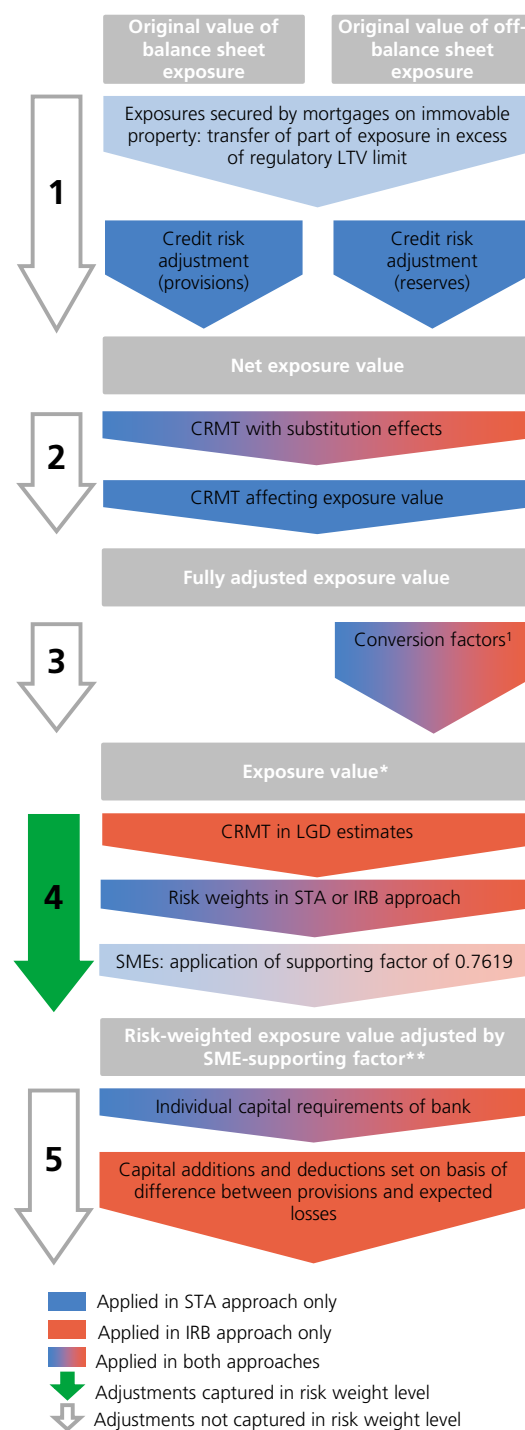 Original value of
balance sheet
exposure
Original value of off-
balance sheet
exposure
1
Exposures secured by mortgages on immovable
property: transfer of part of exposure in excess
of regulatory LTV limit
Credit risk
adjustment
(provisions)
Credit risk
adjustment
(reserves)
Net exposure value
2
CRMT with substitution effects
CRMT affecting exposure value
Fully adjusted exposure value
3
Conversion factors¹
Exposure value*
4
CRMT in LGD estimates
Risk weights in STA or IRB approach
SMEs: application of supporting factor of 0.7619
Risk-weighted exposure value adjusted by
SME-supporting factor**
5
Individual capital requirements of bank
Capital additions and deductions set on basis of
difference between provisions and expected
losses
Applied in STA approach only
Applied in IRB approach only
Applied in both approaches
Adjustments captured in risk weight level
Adjustments not captured in risk weight level